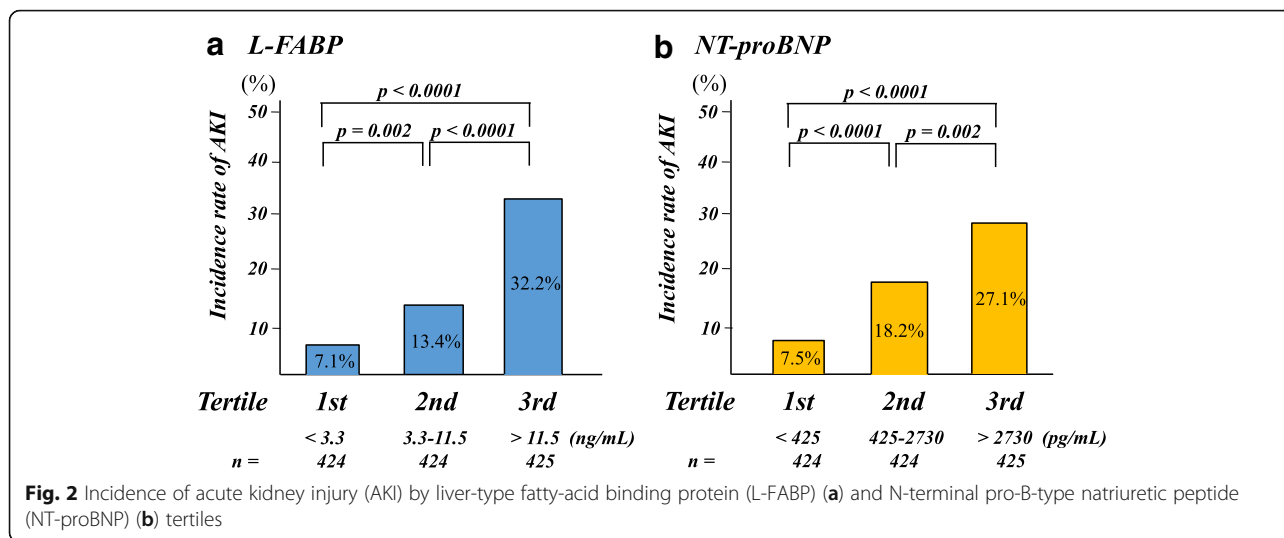 a L-FABP
(%)
Incidence rate of AKI
50
40
30
20
10
p < 0.0001
p = 0.002 p < 0.0001
7.1%
13.4%
32.2%
Tertile 1st 2nd 3rd
< 3.3 3.3-11.5 > 11.5 (ng/mL)
n = 424 424 425
b NT-proBNP
(%)
Incidence rate of AKI
50
40
30
20
10
p < 0.0001
p < 0.0001 p = 0.002
7.5%
18.2%
27.1%
Tertile 1st 2nd 3rd
< 425 425-2730 > 2730 (pg/mL)
n = 424 424 425
Fig. 2 Incidence of acute kidney injury (AKI) by liver-type fatty-acid binding protein (L-FABP) (a) and N-terminal pro-B-type natriuretic peptide
(NT-proBNP) (b) tertiles